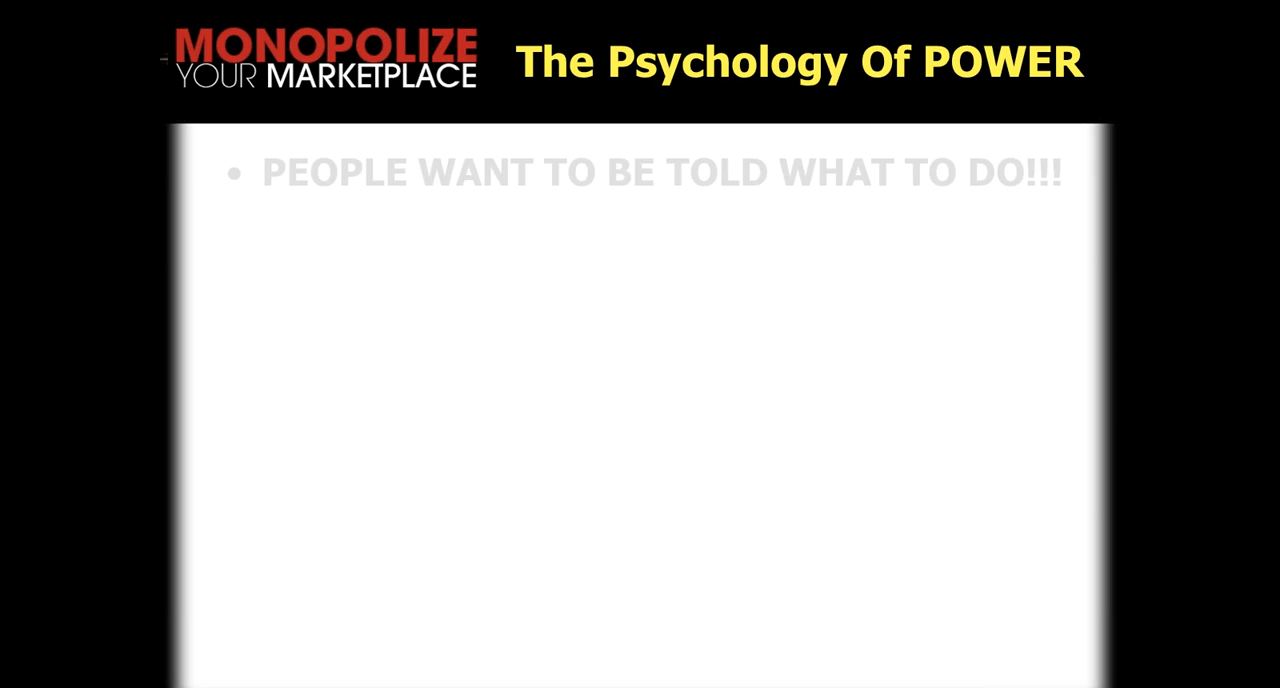 MONOPOLIZE
YOUR MARKETPLACE
The Psychology Of POWER
• PEOPLE WANT TO BE TOLD WHAT TO DO!!!